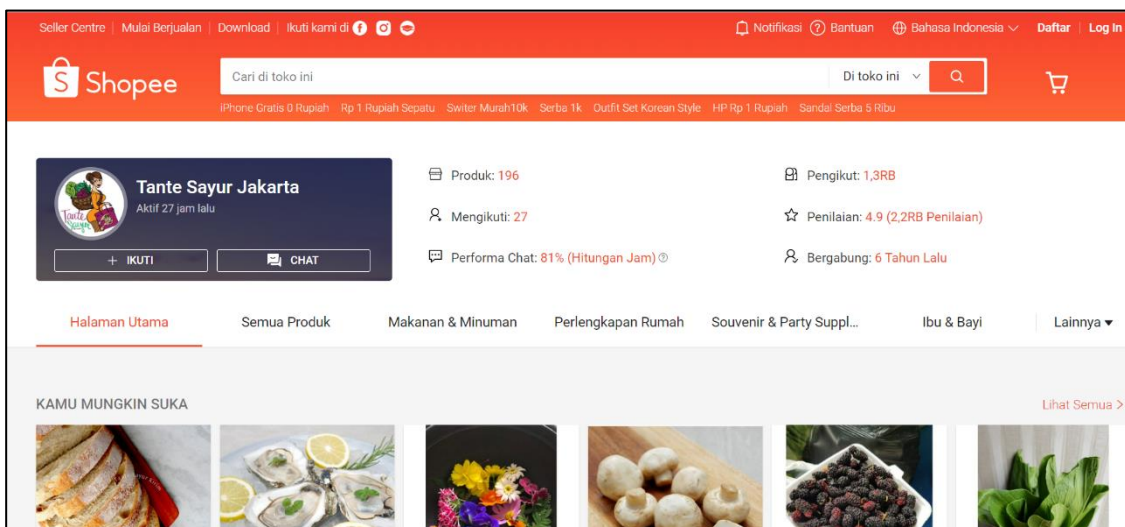 Seller Centre | Mulai Berjualan | Download | Ikuti kami di
Notifikasi ? Bantuan Bahasa Indonesia Daftar | Log In
S Shopee
Cari di toko ini
Di toko ini
iPhone Gratis 0 Rupiah Rp 1 Rupiah Sepatu Switer Murah10k Serba 1k Outfit Set Korean Style HP Rp 1 Rupiah Sandal Serba 5 Ribu
Tante Sayur
Tante Sayur Jakarta
Aktif 27 jam lalu
+ IKUTI
CHAT
Produk: 196
Pengikut: 1,3RB
Mengikuti: 27
Penilaian: 4.9 (2,2RB Penilaian)
Performa Chat: 81% (Hitungan Jam) ?
Bergabung: 6 Tahun Lalu
Halaman Utama Semua Produk Makanan & Minuman Perlengkapan Rumah Souvenir & Party Suppl... Ibu & Bayi Lainnya
KAMU MUNGKIN SUKA
Lihat Semua >